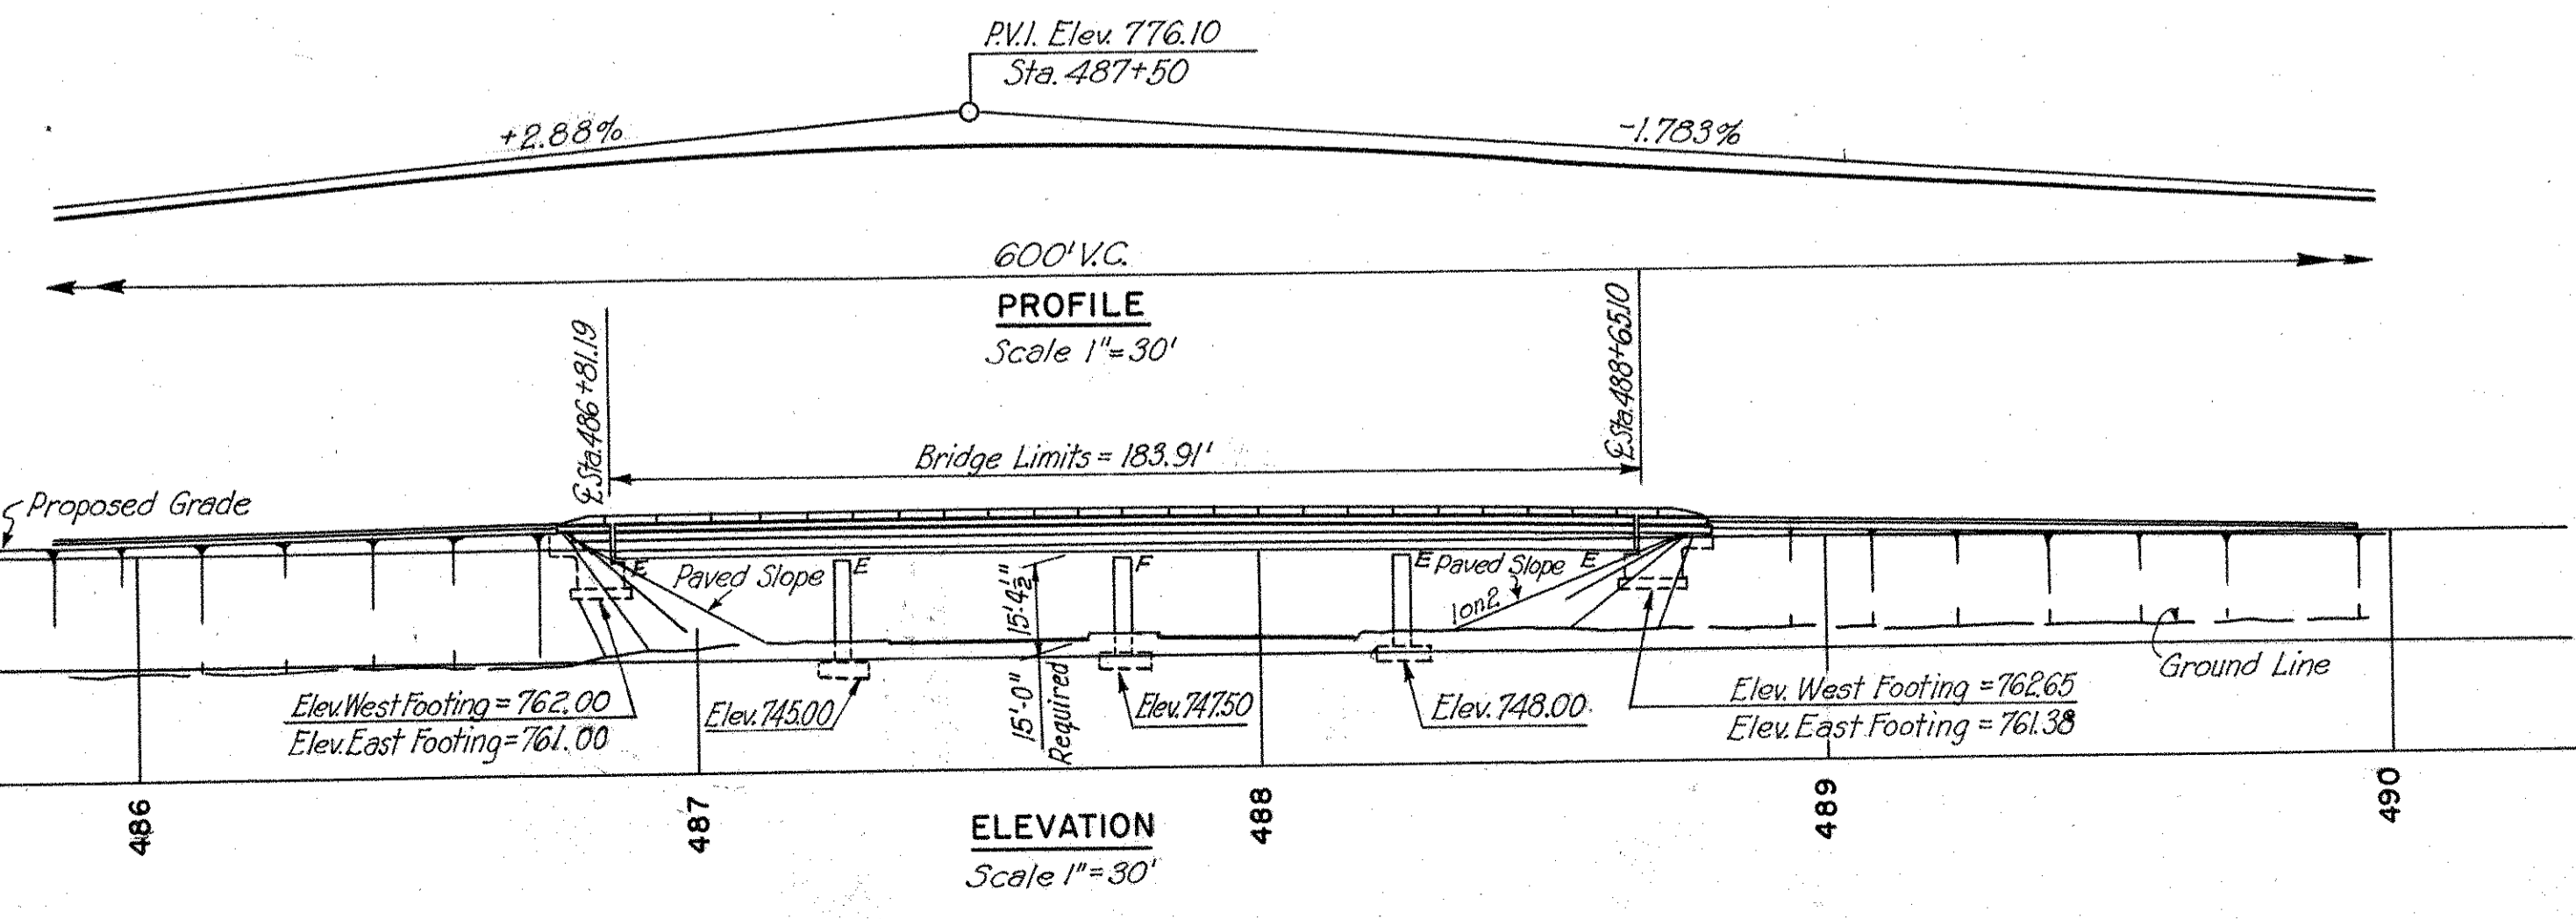 P.V.I. Elev. 776.10
Sta. 487+50
+2.88%
-1.783%
600' V.C.
PROFILE
Scale 1"=30'
℄ Sta. 486+81.19
℄ Sta. 488+65.10
Bridge Limits = 183.91'
Proposed Grade
E
Paved Slope
E
F
E
Paved Slope
E
1 on 2
15'-4½"
15'-0"
Required
Elev. West Footing = 762.00
Elev. East Footing = 761.00
Elev. 745.00
Elev. 747.50
Elev. 748.00
Elev. West Footing = 762.65
Elev. East Footing = 761.38
Ground Line
486
487
488
489
490
ELEVATION
Scale 1"=30'